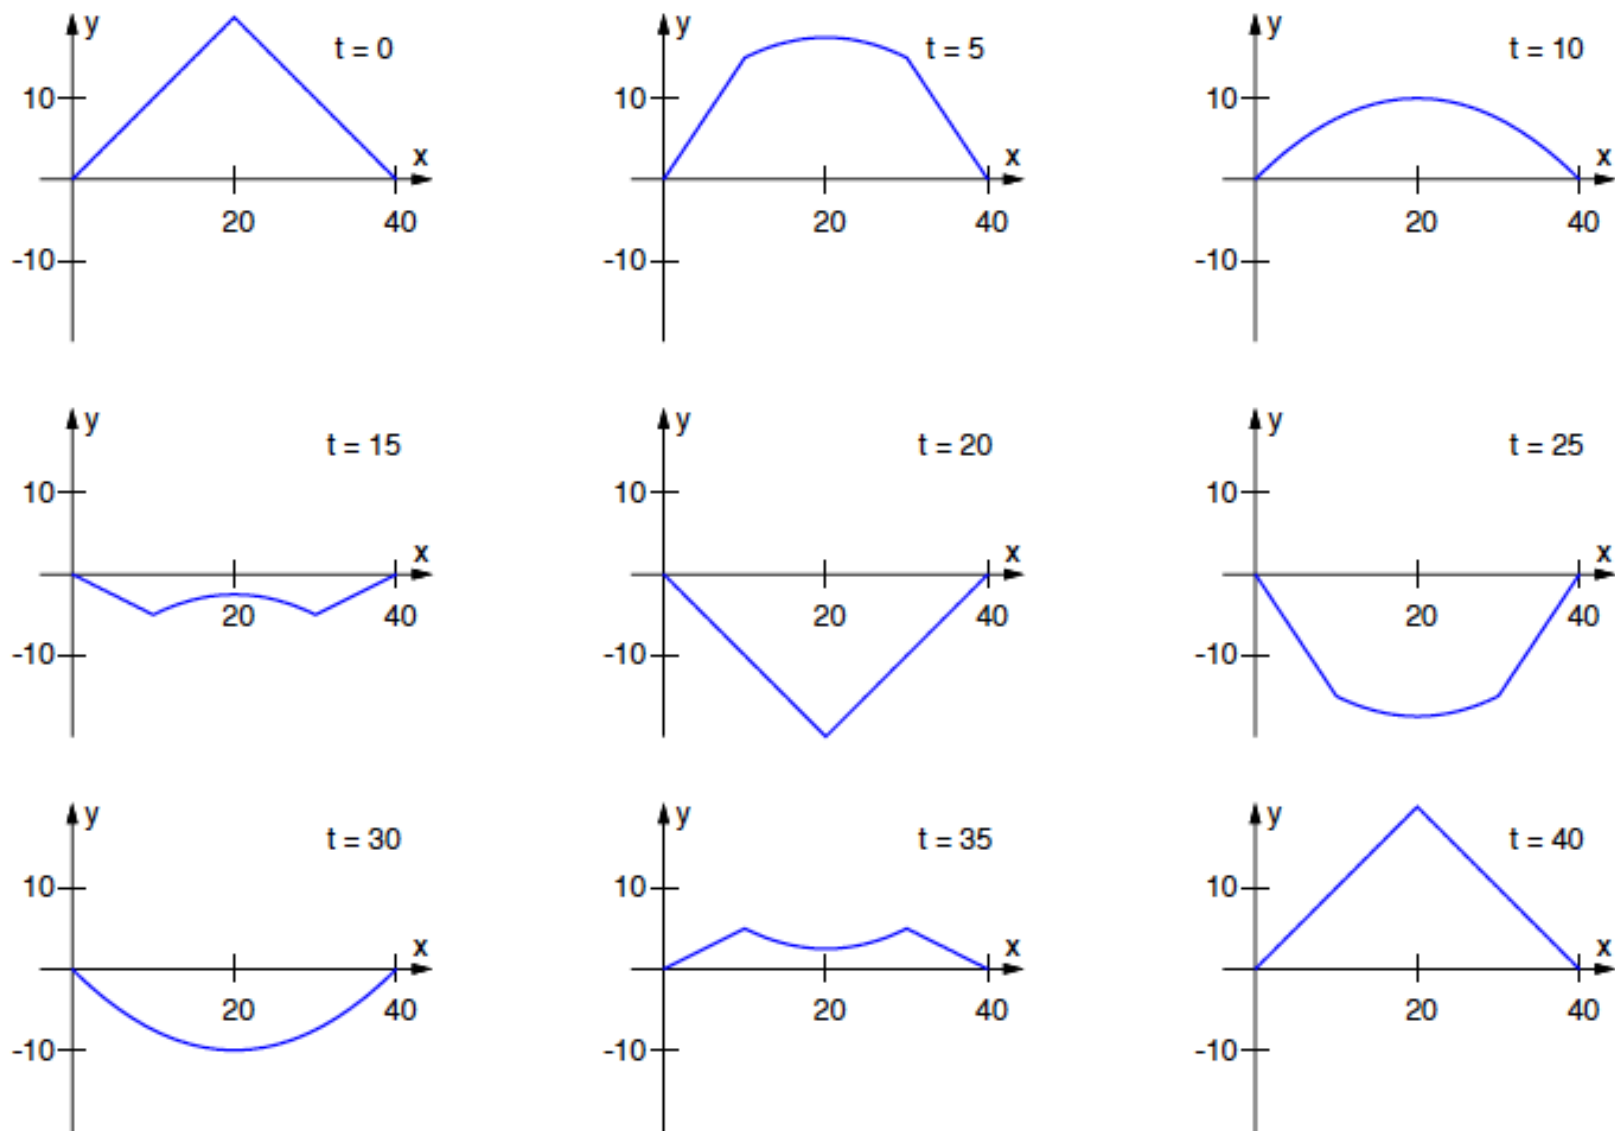 y y y
t = 0 t = 5 t = 10
10 10 10
x x x
20 40 20 40 20 40
-10 -10 -10
y y y
t = 15 t = 20 t = 25
10 10 10
x x x
20 40 20 40 20 40
-10 -10 -10
y y y
t = 30 t = 35 t = 40
10 10 10
x x x
20 40 20 40 20 40
-10 -10 -10